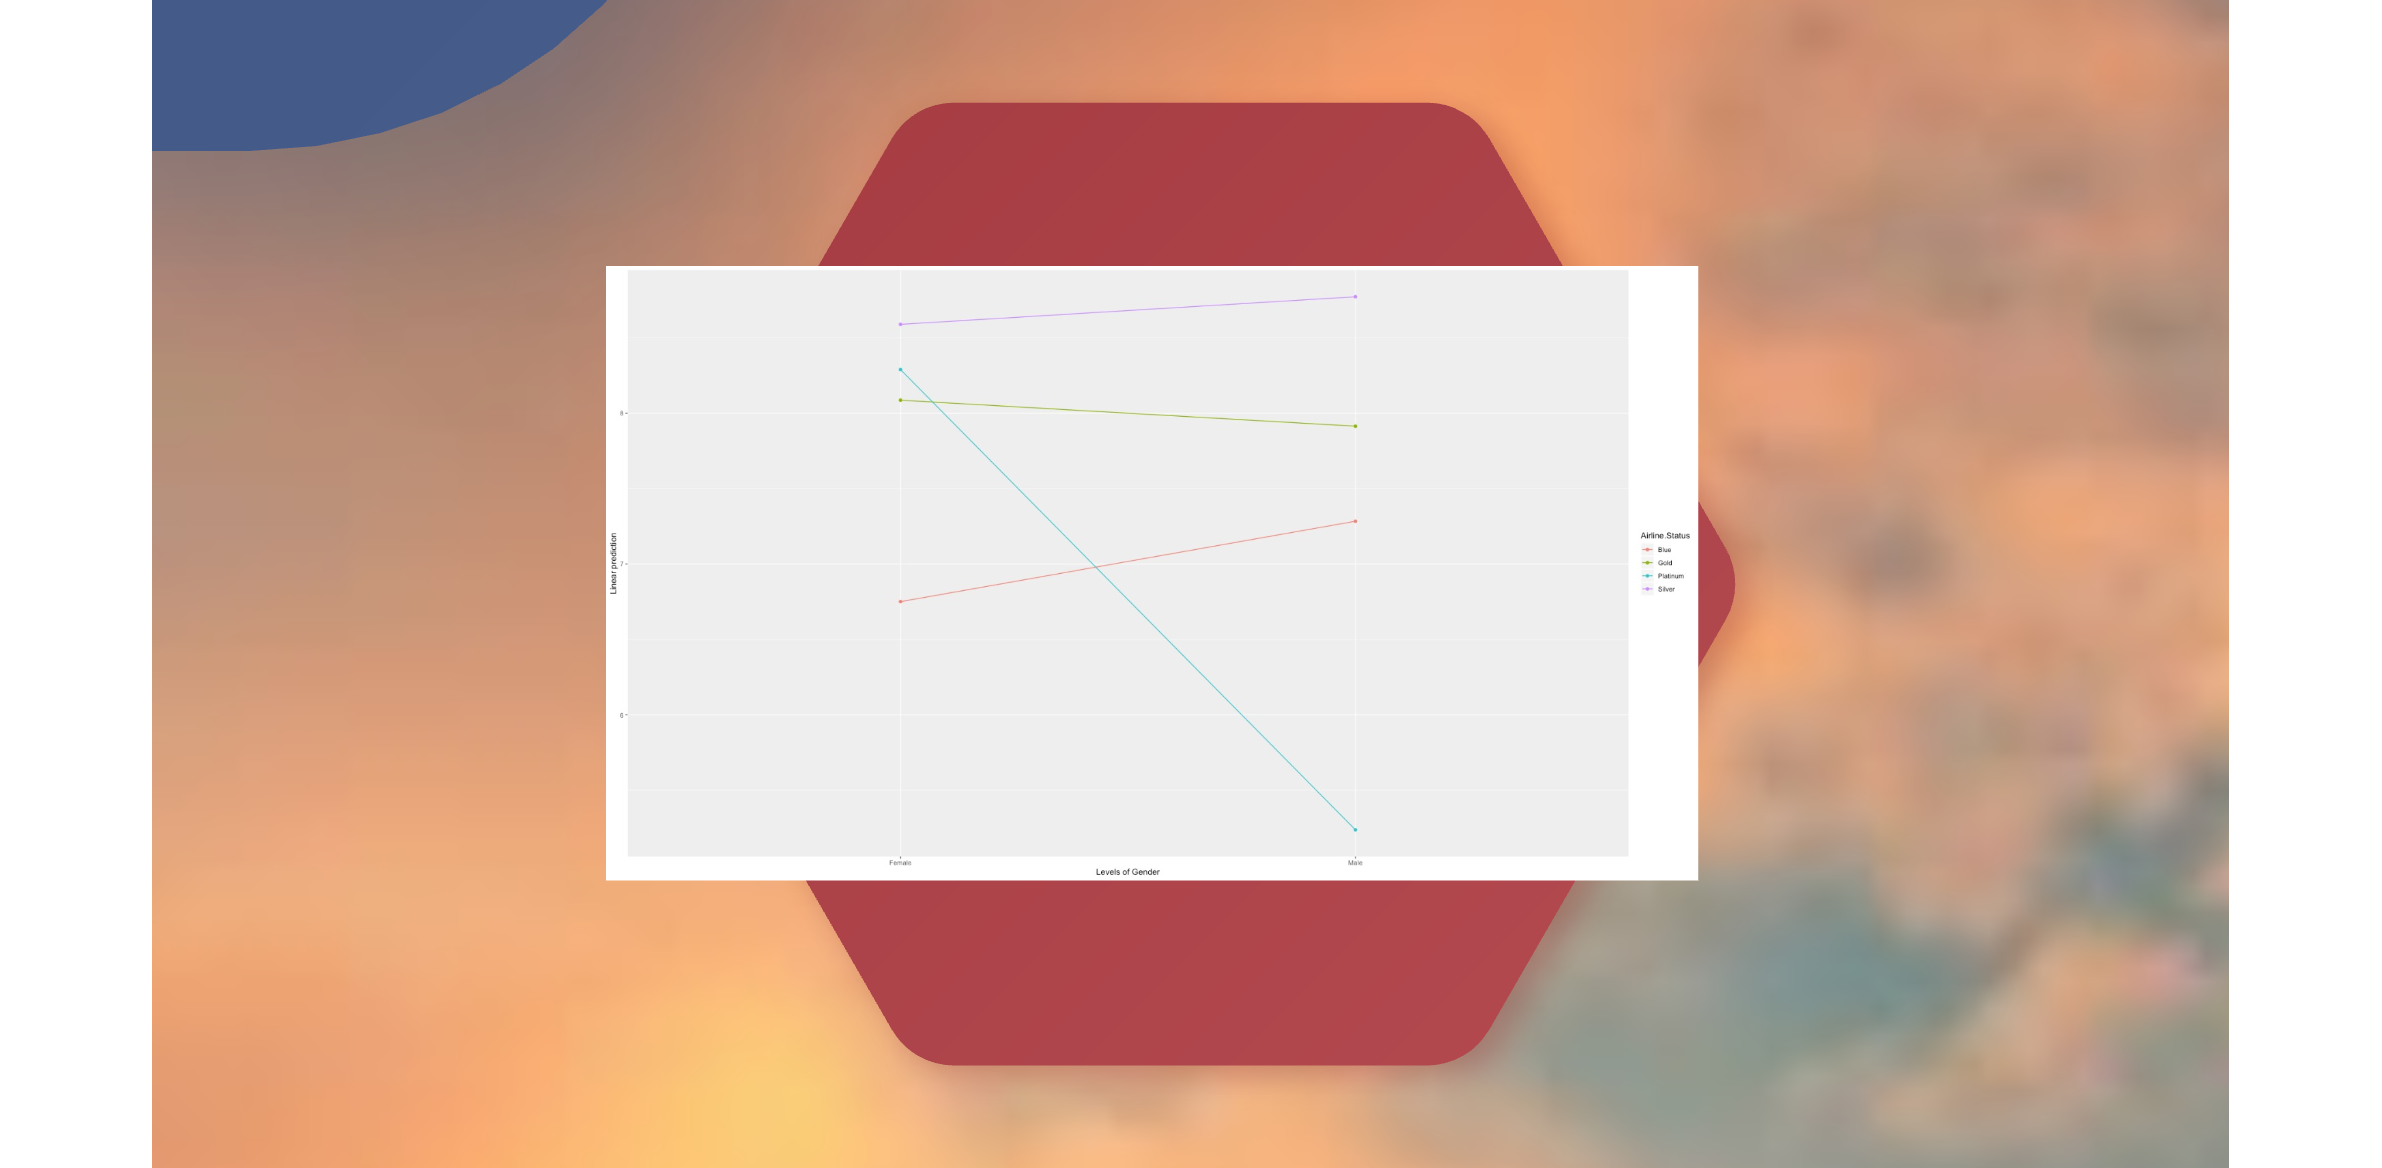 8
7
6
Linear prediction
Female
Male
Levels of Gender
Airline.Status
Blue
Gold
Platinum
Silver